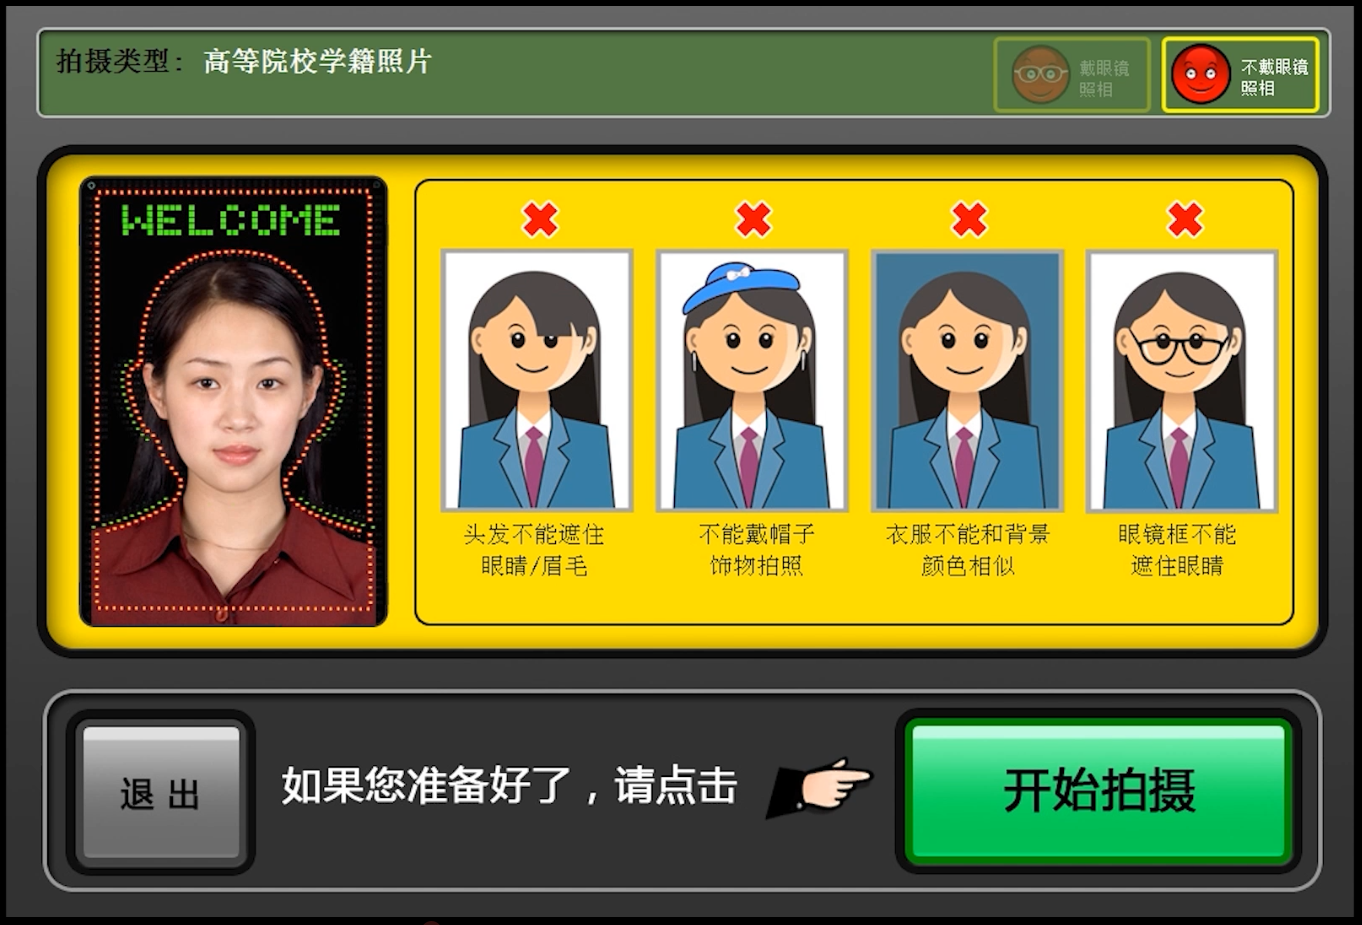 拍摄类型：高等院校学籍照片
戴眼镜
照相
不戴眼镜
照相
WELCOME
头发不能遮住
眼睛/眉毛
不能戴帽子
饰物拍照
衣服不能和背景
颜色相似
眼镜框不能
遮住眼睛
退出
如果您准备好了，请点击
开始拍摄